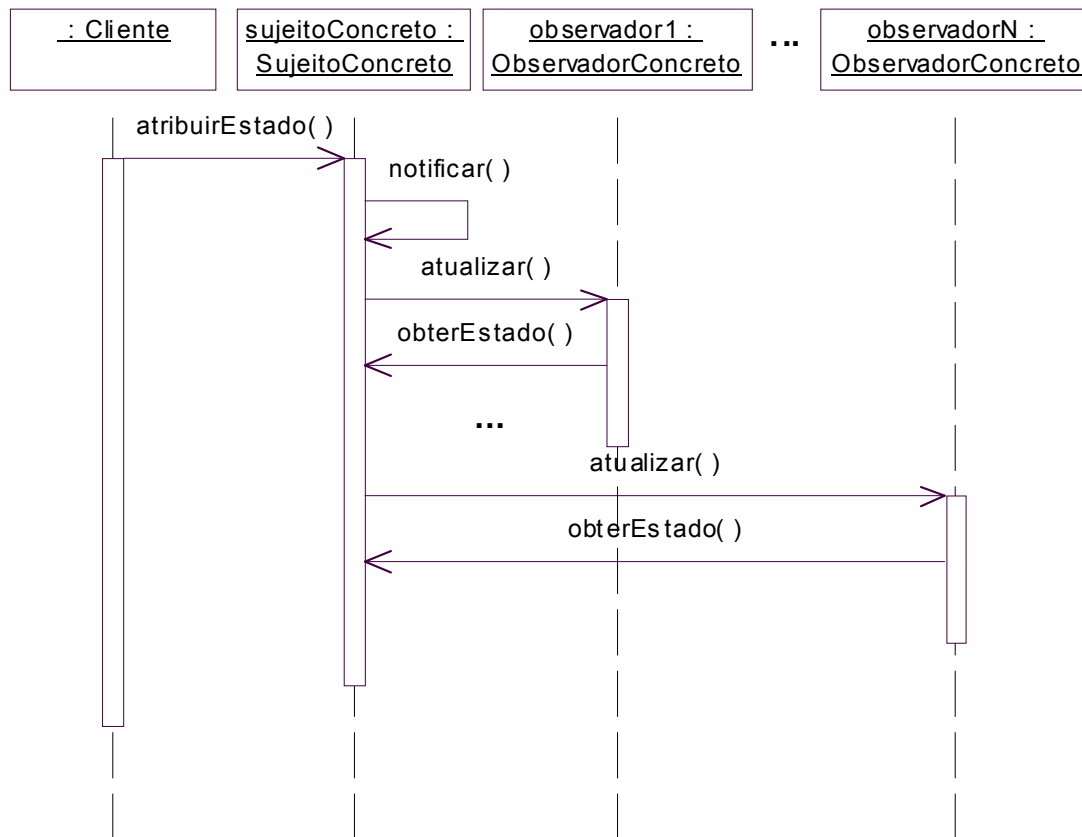 : Cliente
sujeitoConcreto :
SujeitoConcreto
observador1 :
ObservadorConcreto
...
observadorN :
ObservadorConcreto
atribuirEstado( )
notificar( )
atualizar( )
obterEstado( )
...
atualizar( )
obterEstado( )